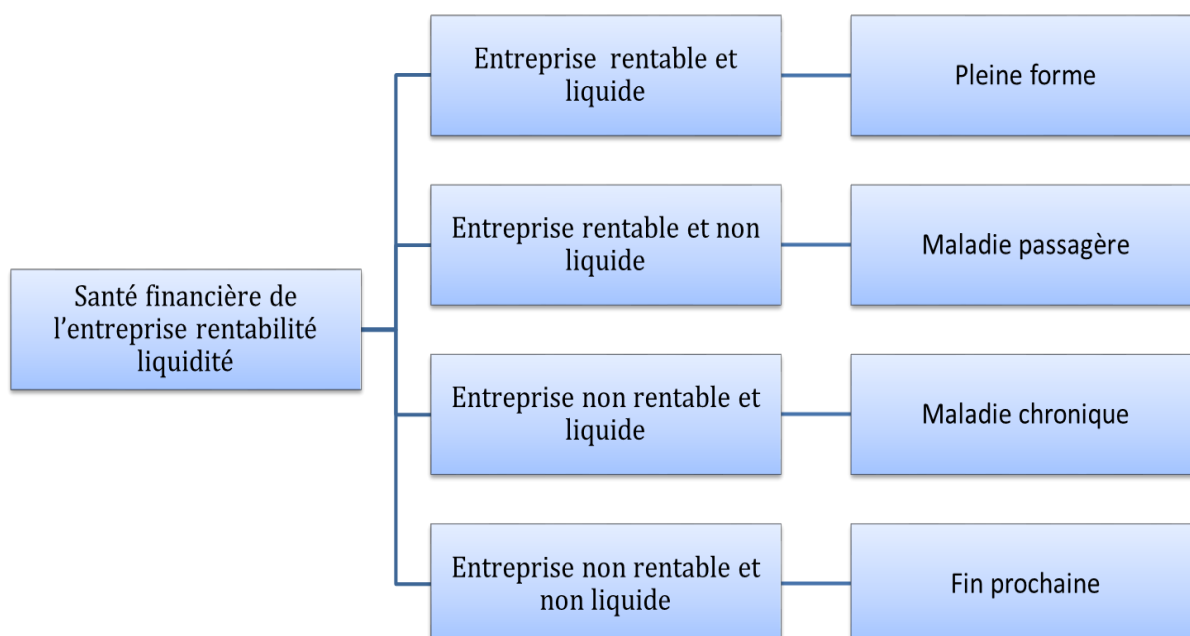 Entreprise  rentable et
liquide
Pleine forme
Entreprise rentable et non
liquide
Maladie passagère
Santé financière de
l’entreprise rentabilité
liquidité
Entreprise non rentable et
liquide
Maladie chronique
Entreprise non rentable et
non liquide
Fin prochaine